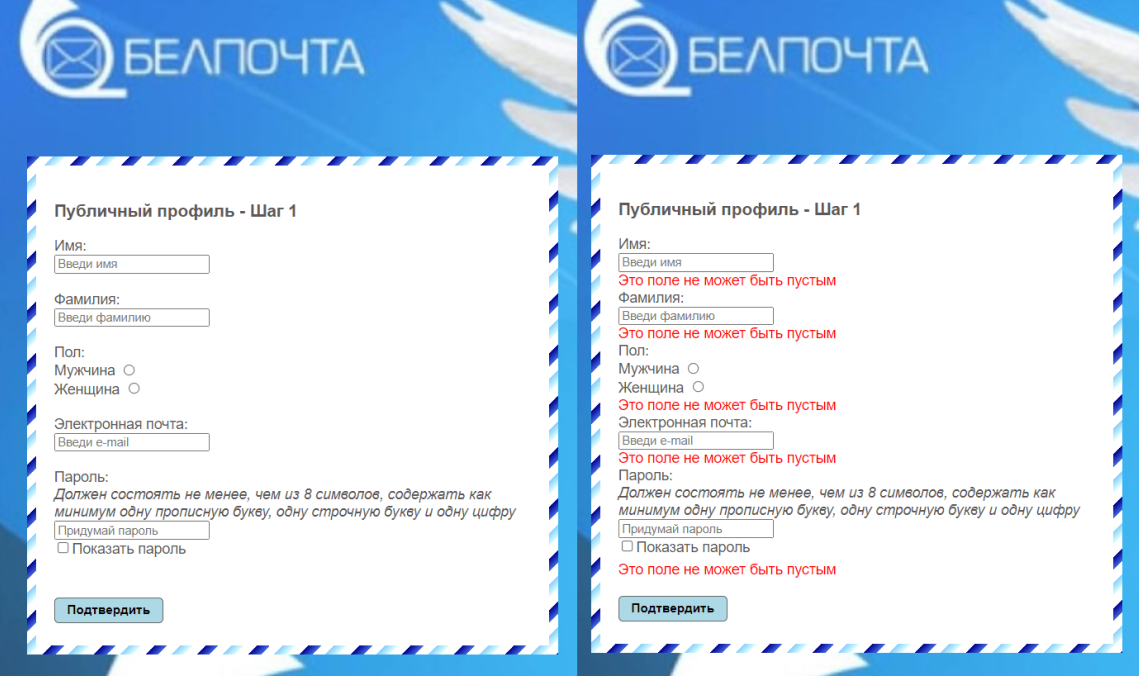 БЕЛПОЧТА
Публичный профиль - Шаг 1
Имя:
Введи имя
Фамилия:
Введи фамилию
Пол:
Мужчина
Женщина
Электронная почта:
Введи e-mail
Пароль:
Должен состоять не менее, чем из 8 символов, содержать как
минимум одну прописную букву, одну строчную букву и одну цифру
Придумай пароль
Показать пароль
Подтвердить
БЕЛПОЧТА
Публичный профиль - Шаг 1
Имя:
Введи имя
Это поле не может быть пустым
Фамилия:
Введи фамилию
Это поле не может быть пустым
Пол:
Мужчина
Женщина
Это поле не может быть пустым
Электронная почта:
Введи e-mail
Это поле не может быть пустым
Пароль:
Должен состоять не менее, чем из 8 символов, содержать как
минимум одну прописную букву, одну строчную букву и одну цифру
Придумай пароль
Показать пароль
Это поле не может быть пустым
Подтвердить